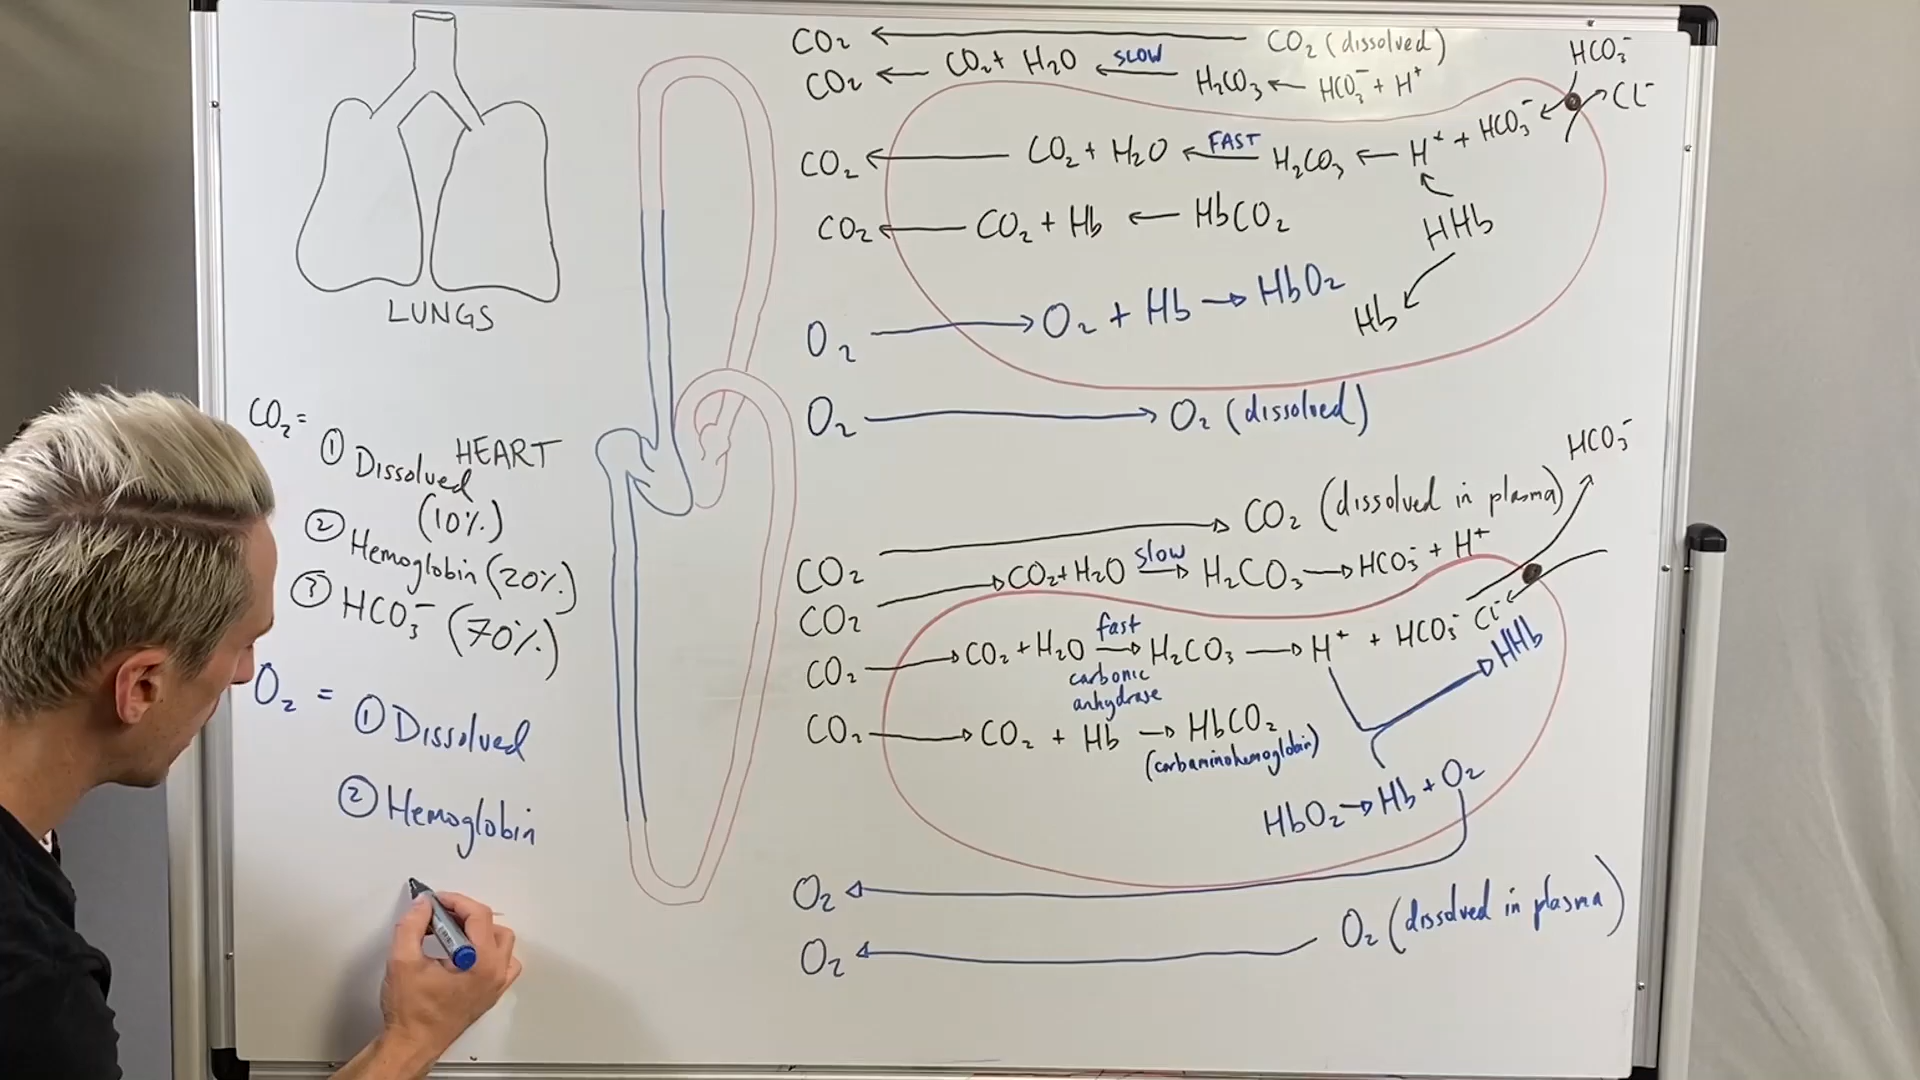 LUNGS
CO₂ =
① Dissolved
(10%)
② Hemoglobin (20%)
③ HCO₃⁻ (70%)
HEART
O₂ = ① Dissolved
② Hemoglobin
CO₂ ← CO₂ (dissolved)
CO₂ ← CO₂ + H₂O ←SLOW H₂CO₃ ← HCO₃⁻ + H⁺
HCO₃⁻
Cl⁻
CO₂ ← CO₂ + H₂O ←FAST H₂CO₃ ← H⁺ + HCO₃⁻
CO₂ ← CO₂ + Hb ← HbCO₂
HHb
Hb
O₂ → O₂ + Hb → HbO₂
O₂ → O₂ (dissolved)
HCO₃⁻
CO₂ → CO₂ (dissolved in plasma)
CO₂ → CO₂+H₂O slow→ H₂CO₃ → HCO₃⁻ + H⁺
CO₂ → CO₂ + H₂O fast→ H₂CO₃ → H⁺ + HCO₃⁻ Cl⁻
carbonic
anhydrase
HHb
CO₂ → CO₂ + Hb → HbCO₂
(carbaminohemoglobin)
HbO₂ → Hb + O₂
O₂
O₂ ← O₂ (dissolved in plasma)